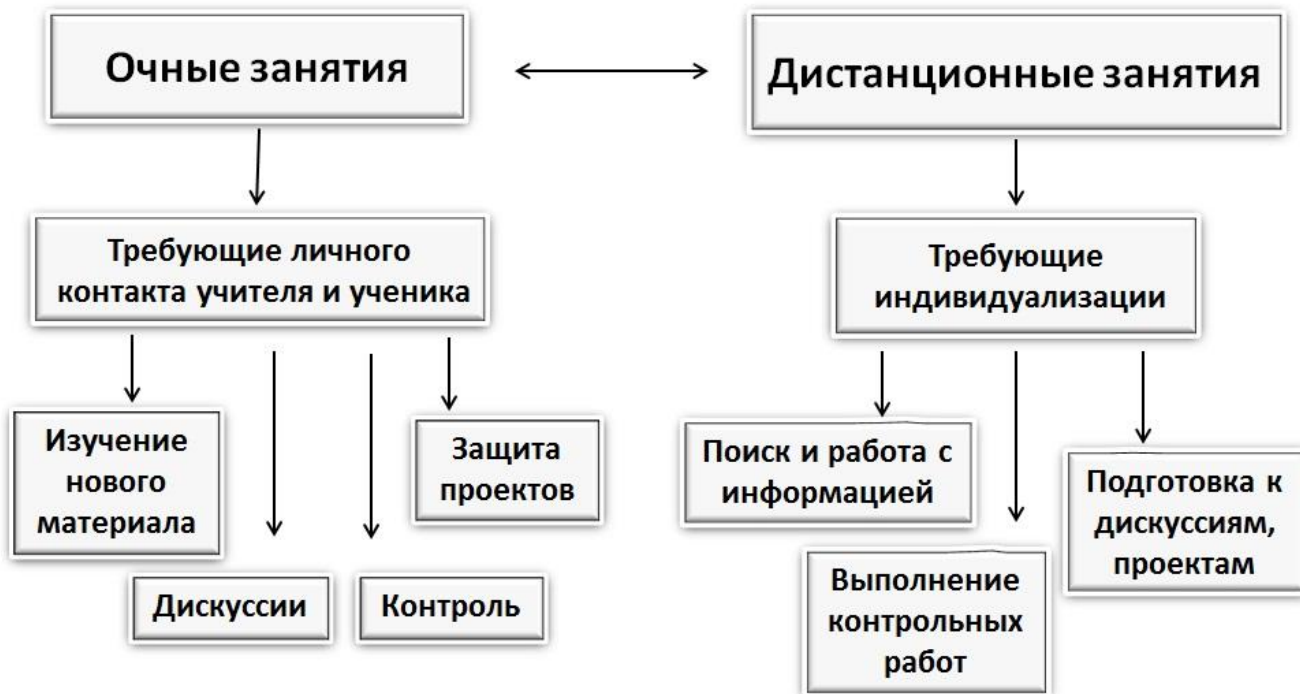 Очные занятия
Дистанционные занятия
Требующие личного
контакта учителя и ученика
Требующие
индивидуализации
Изучение
нового
материала
Дискуссии
Контроль
Защита
проектов
Поиск и работа с
информацией
Выполнение
контрольных
работ
Подготовка к
дискуссиям,
проектам